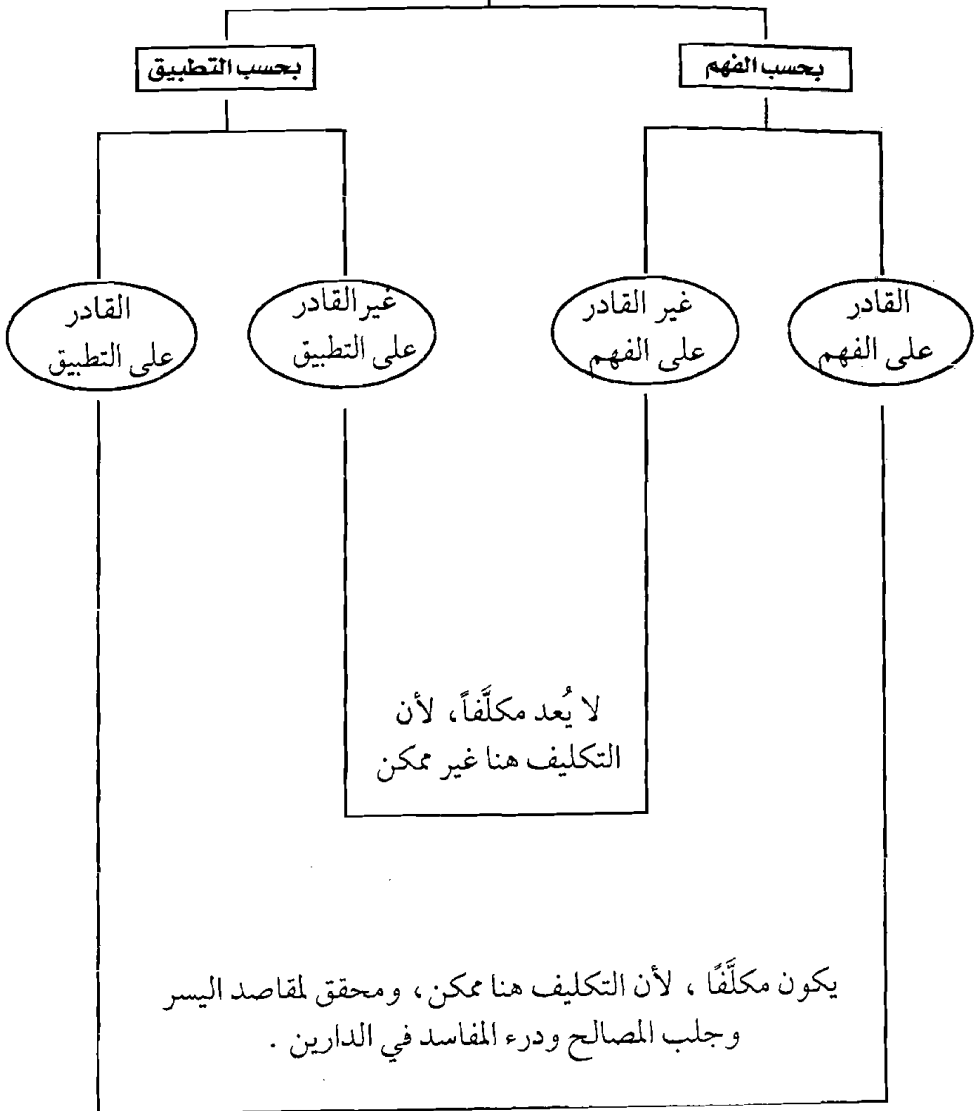 بحسب الفهم
بحسب التطبيق
القادر
على الفهم
غير القادر
على الفهم
غير القادر
على التطبيق
القادر
على التطبيق
لا يُعد مكلَّفاً، لأن
التكليف هنا غير ممكن
يكون مكلَّفًا ، لأن التكليف هنا ممكن، ومحقق لمقاصد اليسر
وجلب المصالح ودرء المفاسد في الدارين .